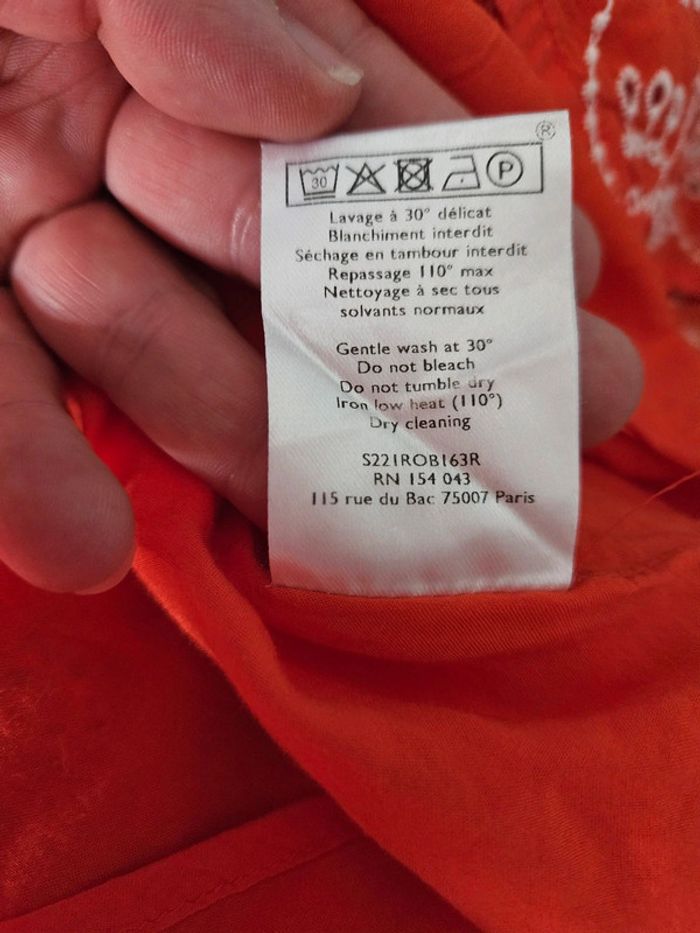 ®
30 P
Lavage à 30° délicat
Blanchiment interdit
Séchage en tambour interdit
Repassage 110° max
Nettoyage à sec tous
solvants normaux
Gentle wash at 30°
Do not bleach
Do not tumble dry
Iron low heat (110°)
Dry cleaning
S221ROB163R
RN 154 043
115 rue du Bac 75007 Paris